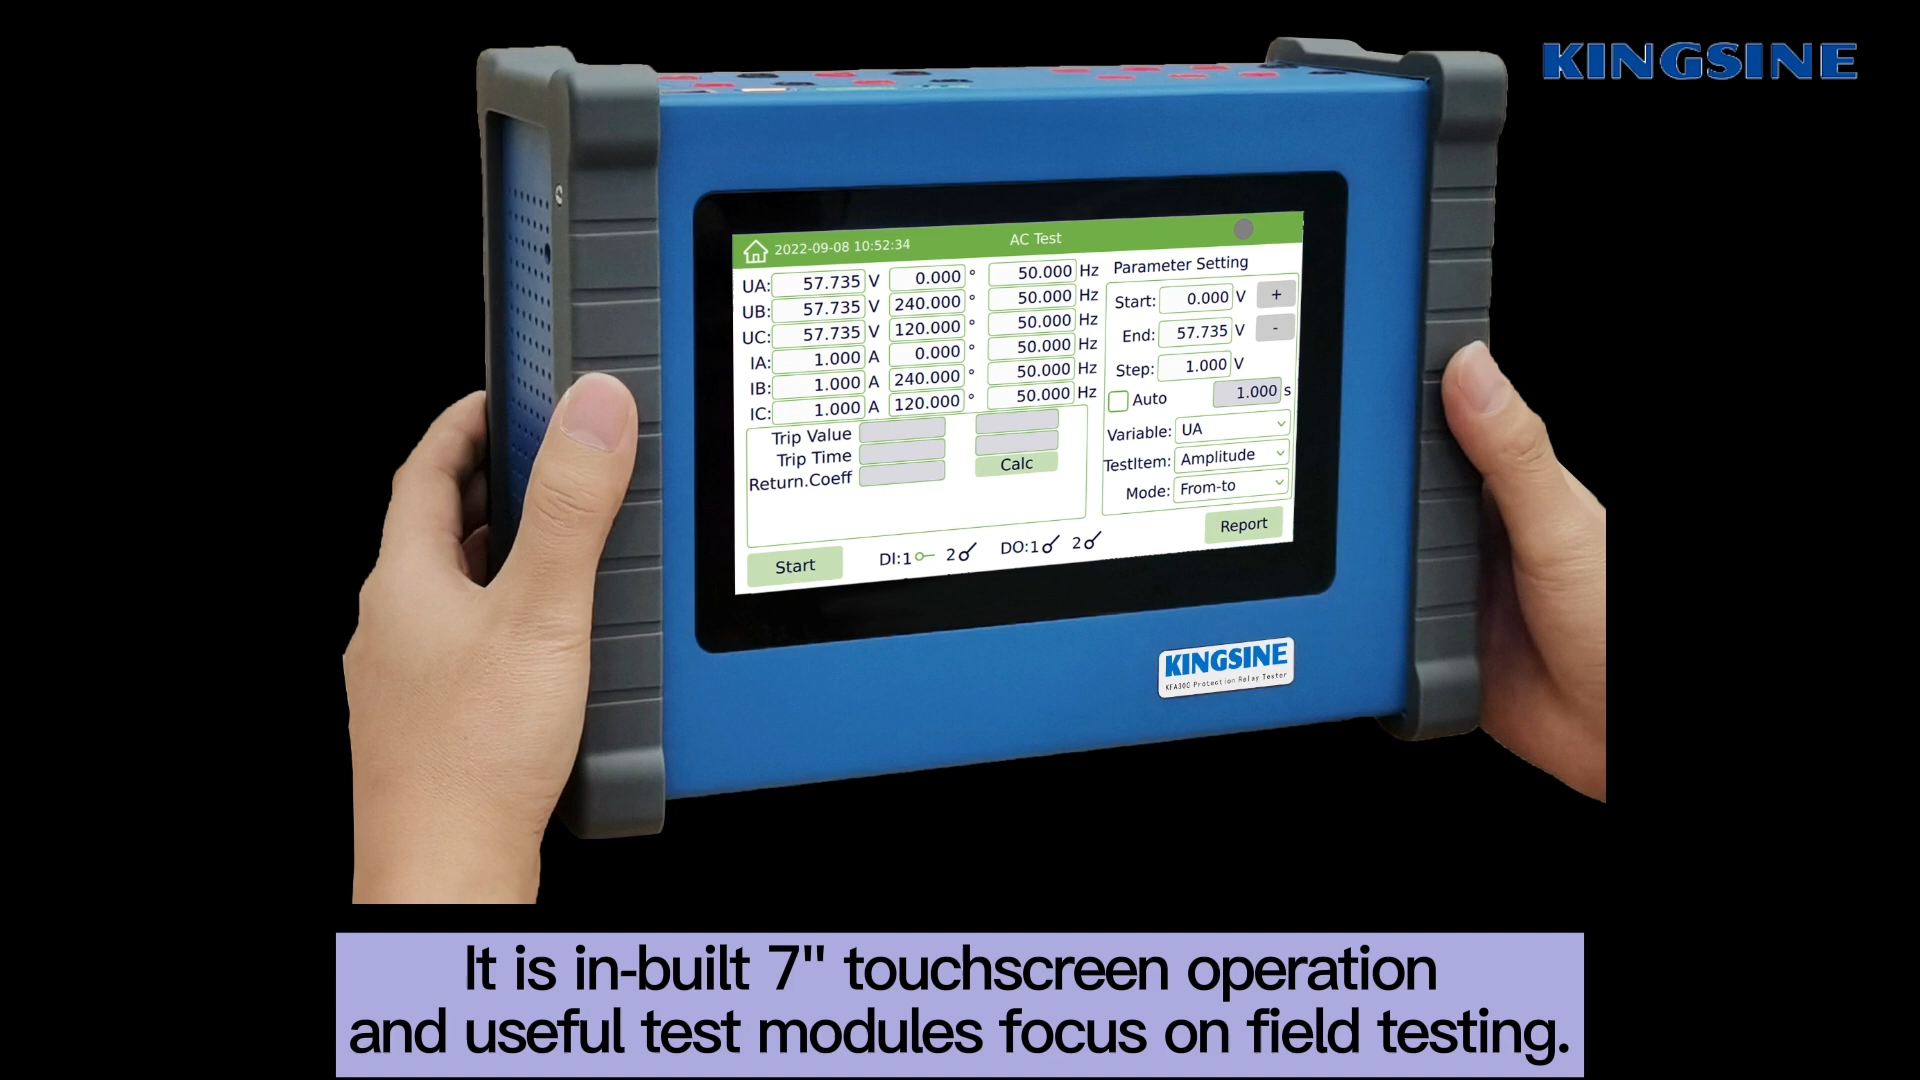 KINGSINE
2022-09-08 10:52:34 AC Test
UA: 57.735 V 0.000 ° 50.000 Hz
UB: 57.735 V 240.000 ° 50.000 Hz
UC: 57.735 V 120.000 ° 50.000 Hz
IA: 1.000 A 0.000 ° 50.000 Hz
IB: 1.000 A 240.000 ° 50.000 Hz
IC: 1.000 A 120.000 ° 50.000 Hz
Trip Value
Trip Time
Return.Coeff
Calc
Parameter Setting
Start: 0.000 V +
End: 57.735 V -
Step: 1.000 V
Auto 1.000 s
Variable: UA
TestItem: Amplitude
Mode: From-to
Start DI:1 2 DO:1 2 Report
KINGSINE
KFA300 Protection Relay Tester
It is in-built 7" touchscreen operation
and useful test modules focus on field testing.